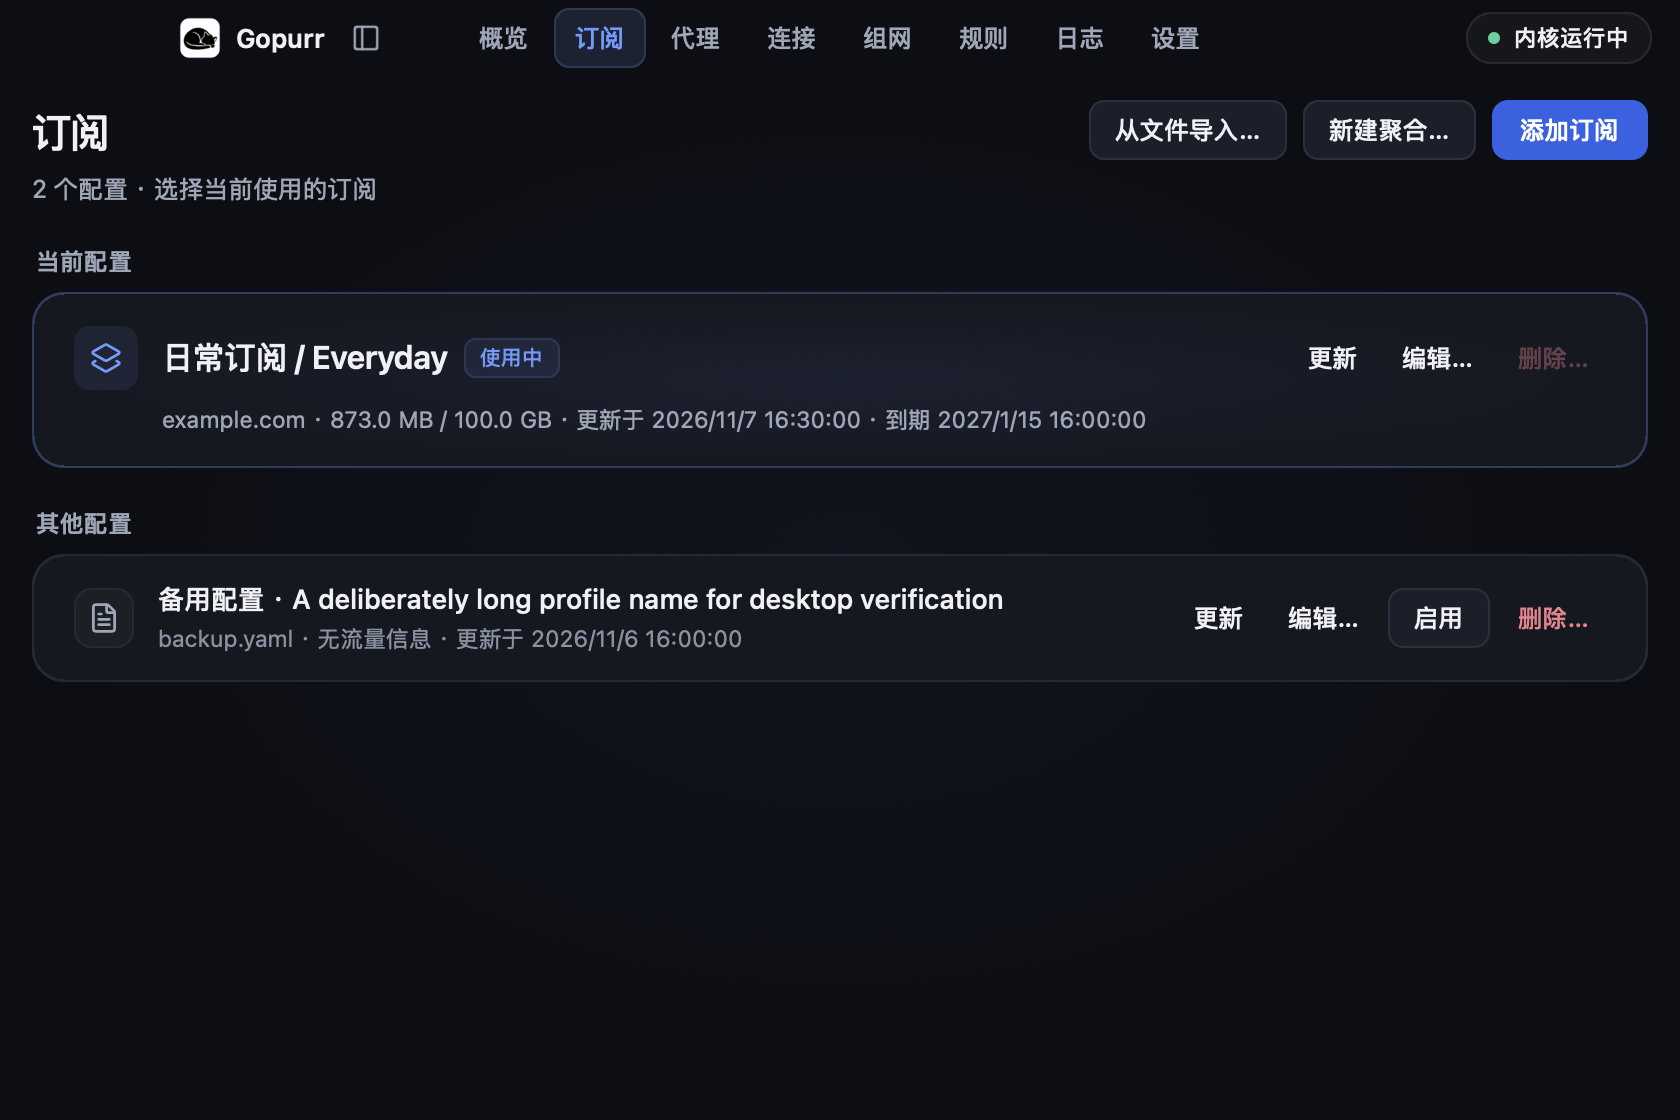 Gopurr 概览 订阅 代理 连接 组网 规则 日志 设置 内核运行中
订阅
从文件导入... 新建聚合... 添加订阅
2 个配置 · 选择当前使用的订阅
当前配置
日常订阅 / Everyday 使用中 更新 编辑... 删除...
example.com · 873.0 MB / 100.0 GB · 更新于 2026/11/7 16:30:00 · 到期 2027/1/15 16:00:00
其他配置
备用配置 · A deliberately long profile name for desktop verification
backup.yaml · 无流量信息 · 更新于 2026/11/6 16:00:00
更新 编辑... 启用 删除...